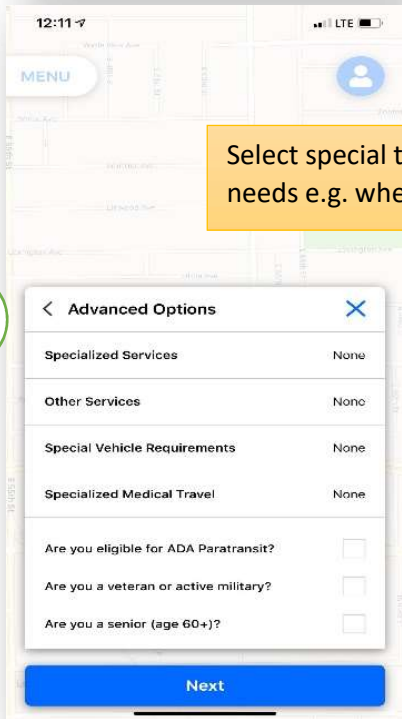 12:11
LTE
MENU
Select special t
needs e.g. whe
Advanced Options
Specialized Services None
Other Services None
Special Vehicle Requirements None
Specialized Medical Travel None
Are you eligible for ADA Paratransit?
Are you a veteran or active military?
Are you a senior (age 60+)?
Next